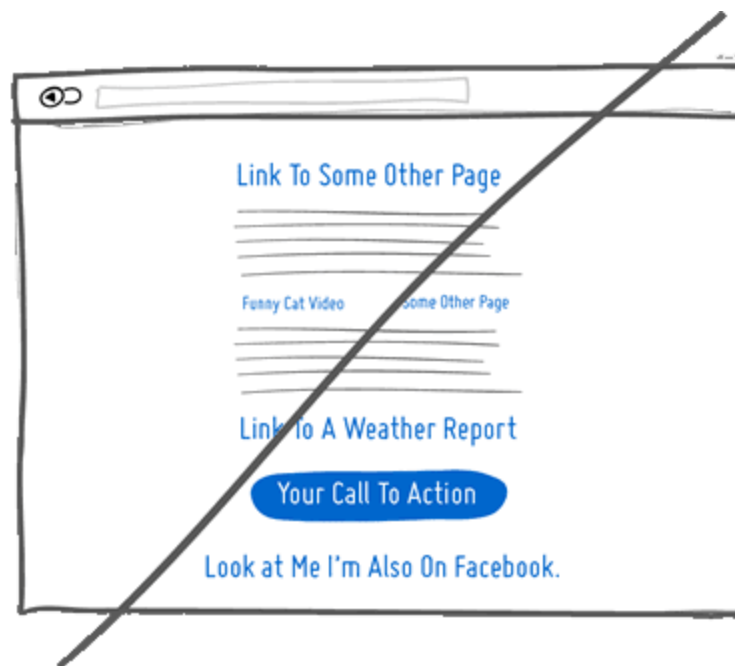 Link To Some Other Page
Funny Cat Video Some Other Page
Link To A Weather Report
Your Call To Action
Look at Me I'm Also On Facebook.